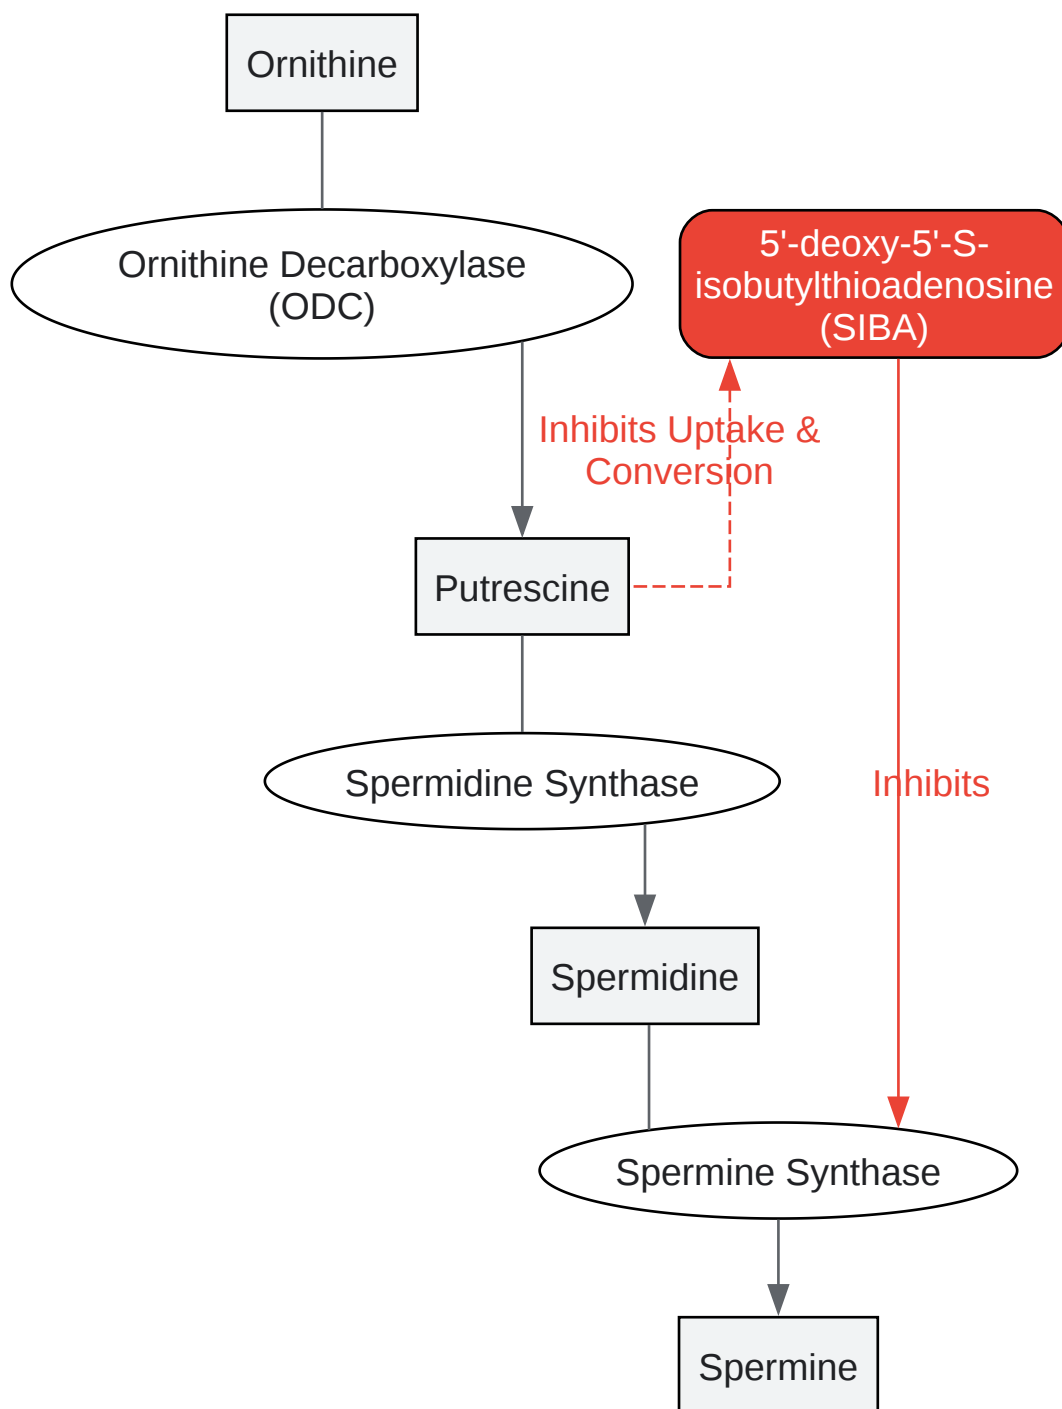 Ornithine
Ornithine Decarboxylase
(ODC)
5'-deoxy-5'-S-
isobutylthioadenosine
(SIBA)
Inhibits Uptake &
Conversion
Putrescine
Spermidine Synthase
Inhibits
Spermidine
Spermine Synthase
Spermine